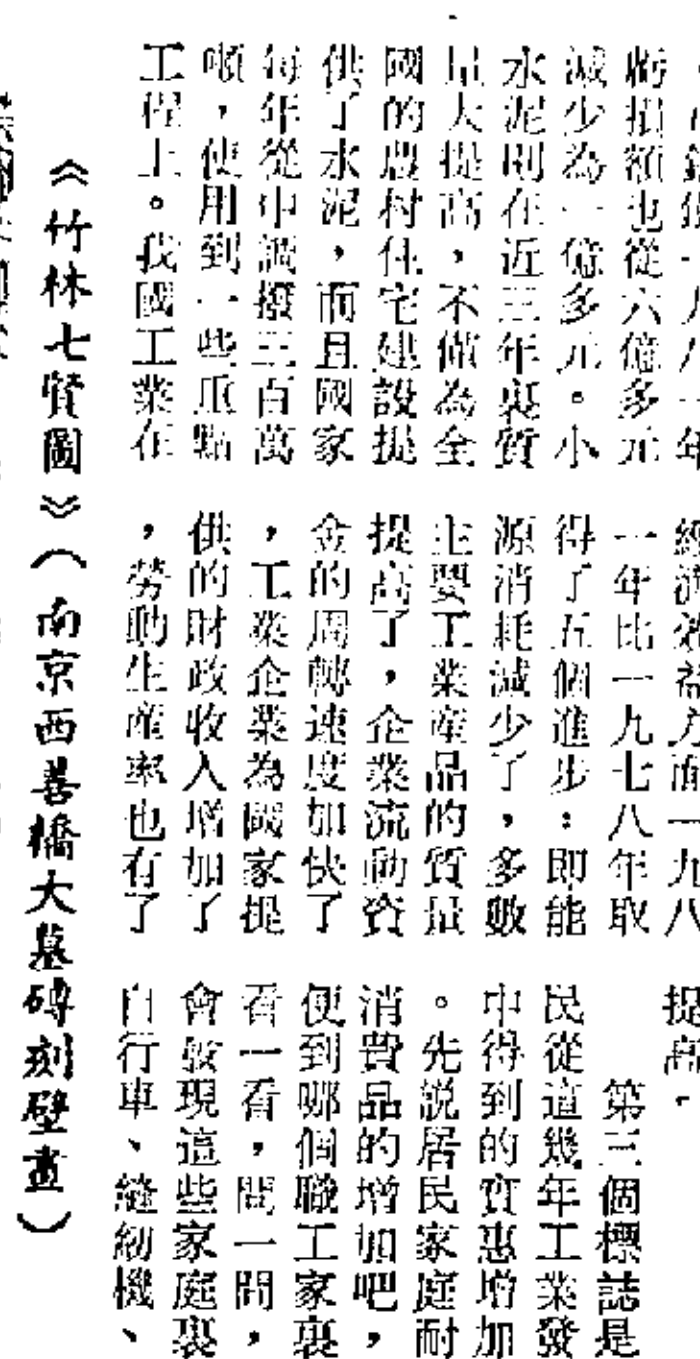 一九八一年
虧損額也從六億多元
減少為一億多元。小
水泥則在近三年裏質
量大提高，不僅為全
國的農村住宅建設提
供了水泥，而且國家
每年從中調撥三百萬
噸，使用到一些重點
工程上。我國工業在
經濟效益方面一九八
一年比一九七八年取
得了五個進步：即能
源消耗減少了，多數
主要工業產品的質量
提高了，企業流動資
金的周轉速度加快了
，工業企業為國家提
供的財政收入增加了
，勞動生產率也有了
提高。
第三個標誌是
民從這幾年工業發
中得到的實惠增加
。先說居民家庭耐
消費品的增加吧，
便到哪個職工家裏
看一看，問一問，
會發現這些家庭裏
自行車、縫紉機、
《竹林七賢圖》（南京西善橋大墓磚刻壁畫）